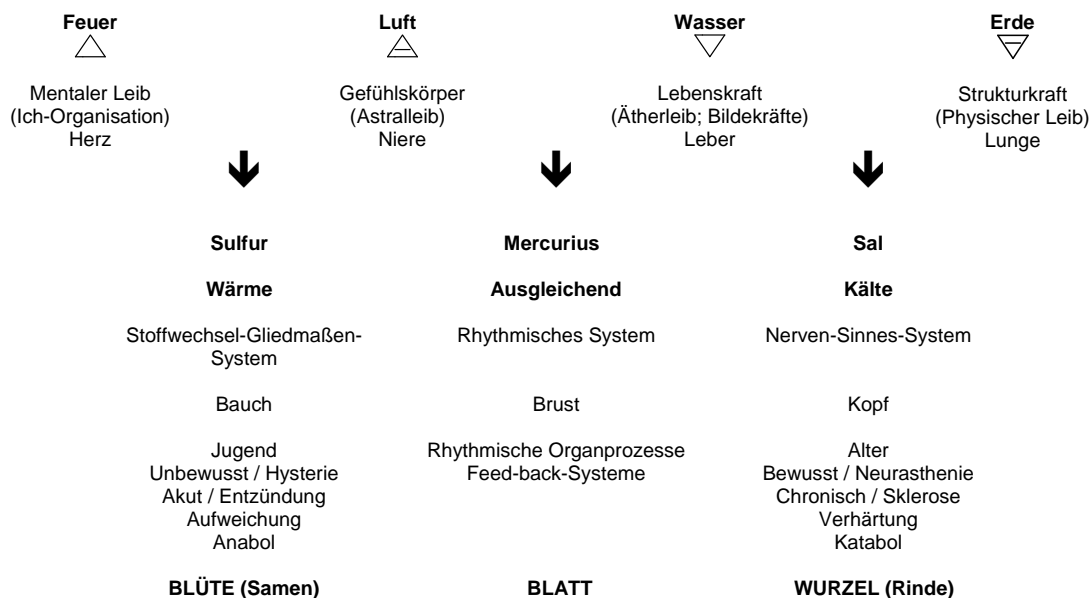 Feuer Luft Wasser Erde
Mentaler Leib Gefühlskörper Lebenskraft Strukturkraft
(Ich-Organisation) (Astralleib) (Ätherleib; Bildekräfte) (Physischer Leib)
Herz Niere Leber Lunge
Sulfur Mercurius Sal
Wärme Ausgleichend Kälte
Stoffwechsel-Gliedmaßen- Rhythmisches System Nerven-Sinnes-System
System
Bauch Brust Kopf
Jugend Rhythmische Organprozesse Alter
Unbewusst / Hysterie Feed-back-Systeme Bewusst / Neurasthenie
Akut / Entzündung Chronisch / Sklerose
Aufweichung Verhärtung
Anabol Katabol
BLÜTE (Samen) BLATT WURZEL (Rinde)